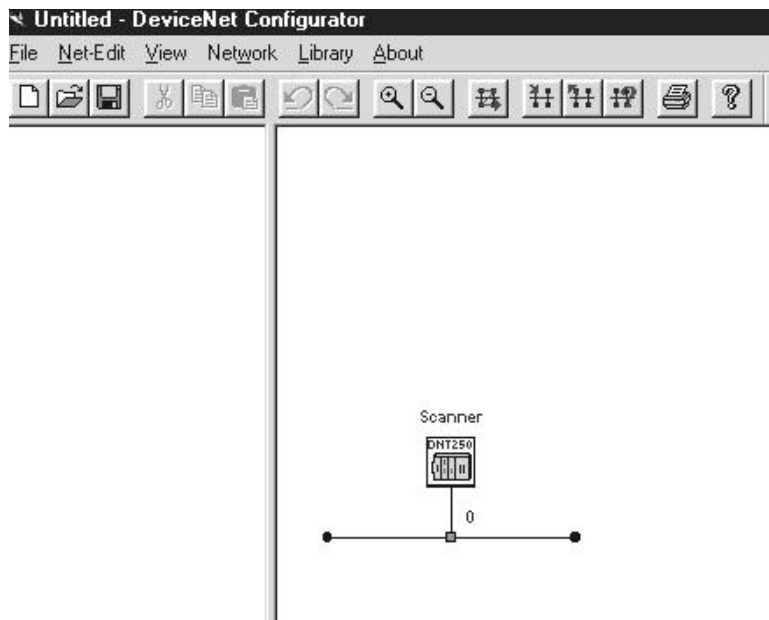 Untitled - DeviceNet Configurator
File Net-Edit View Network Library About
Scanner
DNT250
0